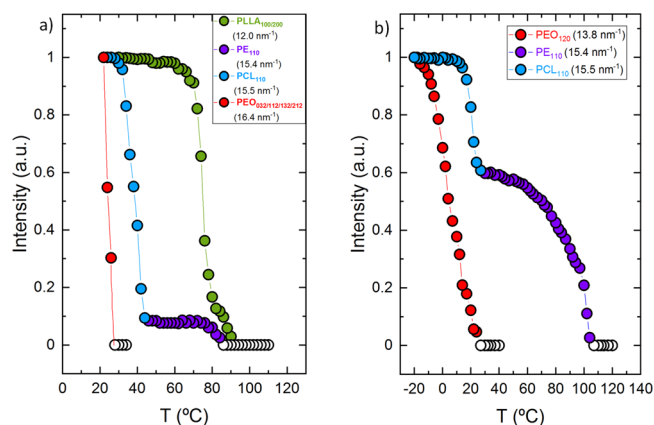 a)
PLLA100/200
(12.0 nm-1)
PE110
(15.4 nm-1)
PCL110
(15.5 nm-1)
PEO032/112/132/212
(16.4 nm-1)
Intensity (a.u.)
1
0.8
0.6
0.4
0.2
0
0 20 40 60 80 100 120
T (ºC)
b)
PEO120 (13.8 nm-1)
PE110 (15.4 nm-1)
PCL110 (15.5 nm-1)
Intensity (a.u.)
1
0.8
0.6
0.4
0.2
0
-20 0 20 40 60 80 100 120 140
T (ºC)